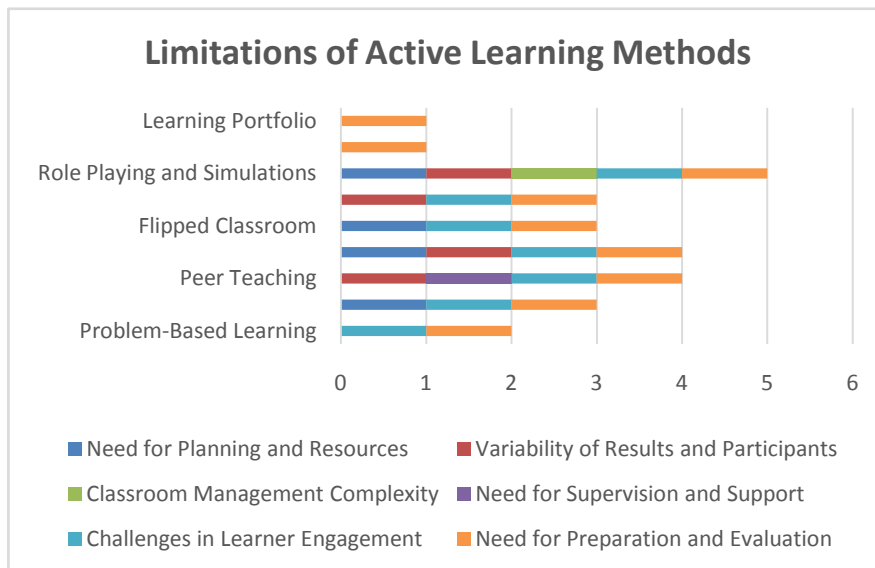 Limitations of Active Learning Methods
Learning Portfolio
Role Playing and Simulations
Flipped Classroom
Peer Teaching
Problem-Based Learning
0 1 2 3 4 5 6
Need for Planning and Resources
Variability of Results and Participants
Classroom Management Complexity
Need for Supervision and Support
Challenges in Learner Engagement
Need for Preparation and Evaluation